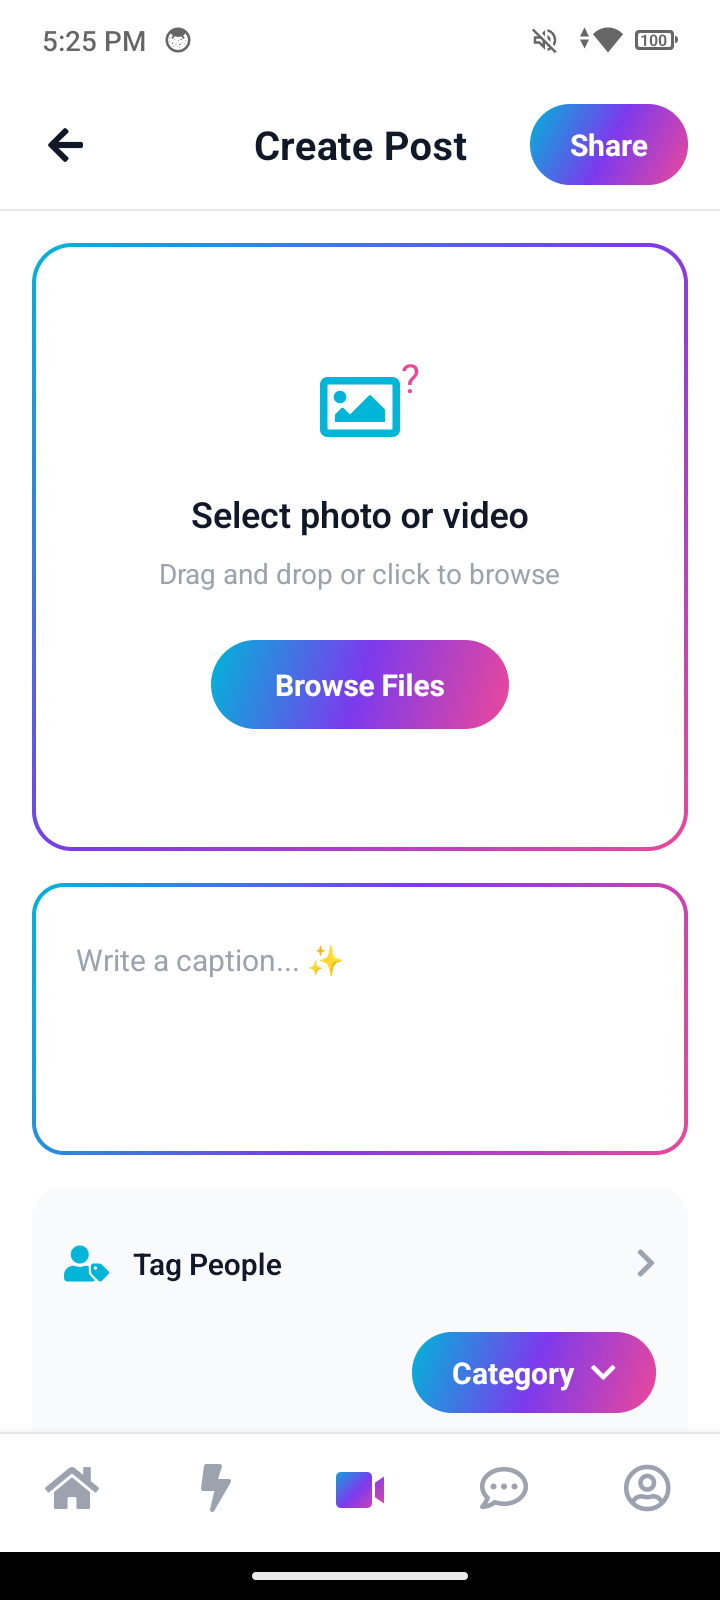 5:25 PM
100
Create Post
Share
?
Select photo or video
Drag and drop or click to browse
Browse Files
Write a caption... ✨
Tag People
Category